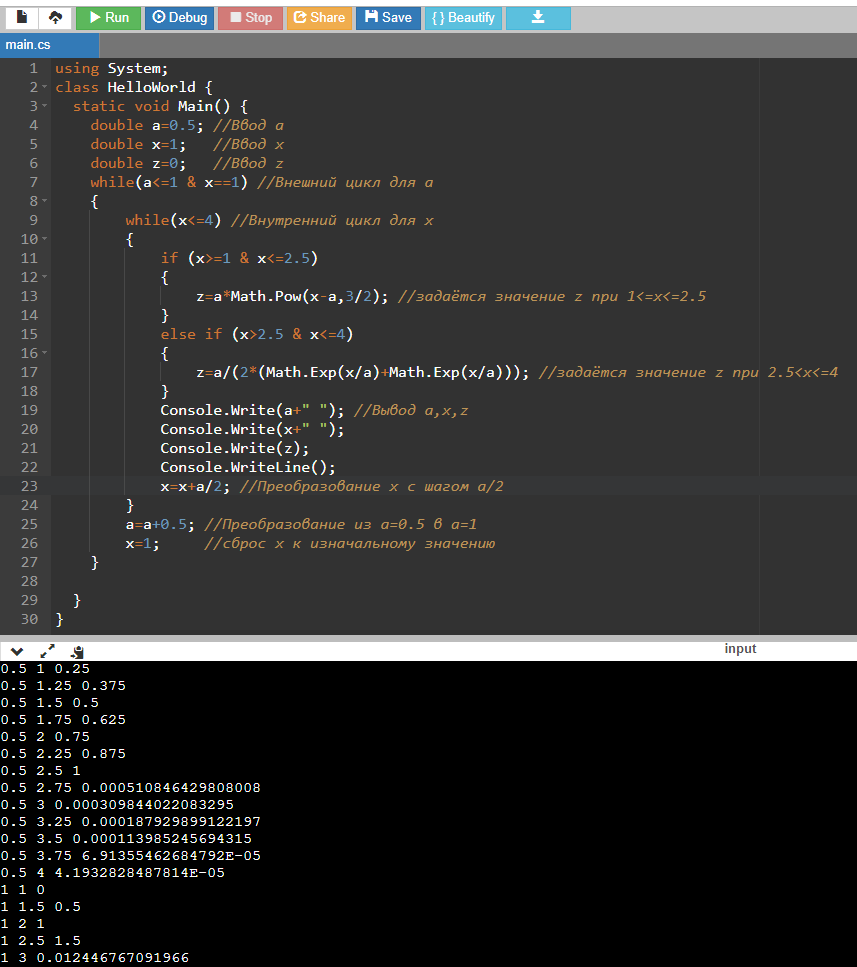 Run Debug Stop Share Save { } Beautify
main.cs
1 using System;
2 class HelloWorld {
3 static void Main() {
4 double a=0.5; //Ввод a
5 double x=1; //Ввод x
6 double z=0; //Ввод z
7 while(a<=1 & x==1) //Внешний цикл для a
8 {
9 while(x<=4) //Внутренний цикл для x
10 {
11 if (x>=1 & x<=2.5)
12 {
13 z=a*Math.Pow(x-a,3/2); //задаётся значение z при 1<=x<=2.5
14 }
15 else if (x>2.5 & x<=4)
16 {
17 z=a/(2*(Math.Exp(x/a)+Math.Exp(x/a))); //задаётся значение z при 2.5<x<=4
18 }
19 Console.Write(a+" "); //Вывод a,x,z
20 Console.Write(x+" ");
21 Console.Write(z);
22 Console.WriteLine();
23 x=x+a/2; //Преобразование x с шагом a/2
24 }
25 a=a+0.5; //Преобразование из a=0.5 в a=1
26 x=1; //сброс x к изначальному значению
27 }
28
29 }
30 }
input
0.5 1 0.25
0.5 1.25 0.375
0.5 1.5 0.5
0.5 1.75 0.625
0.5 2 0.75
0.5 2.25 0.875
0.5 2.5 1
0.5 2.75 0.000510846429808008
0.5 3 0.000309844022083295
0.5 3.25 0.000187929899122197
0.5 3.5 0.000113985245694315
0.5 3.75 6.91355462684792E-05
0.5 4 4.1932828487814E-05
1 1 0
1 1.5 0.5
1 2 1
1 2.5 1.5
1 3 0.012446767091966